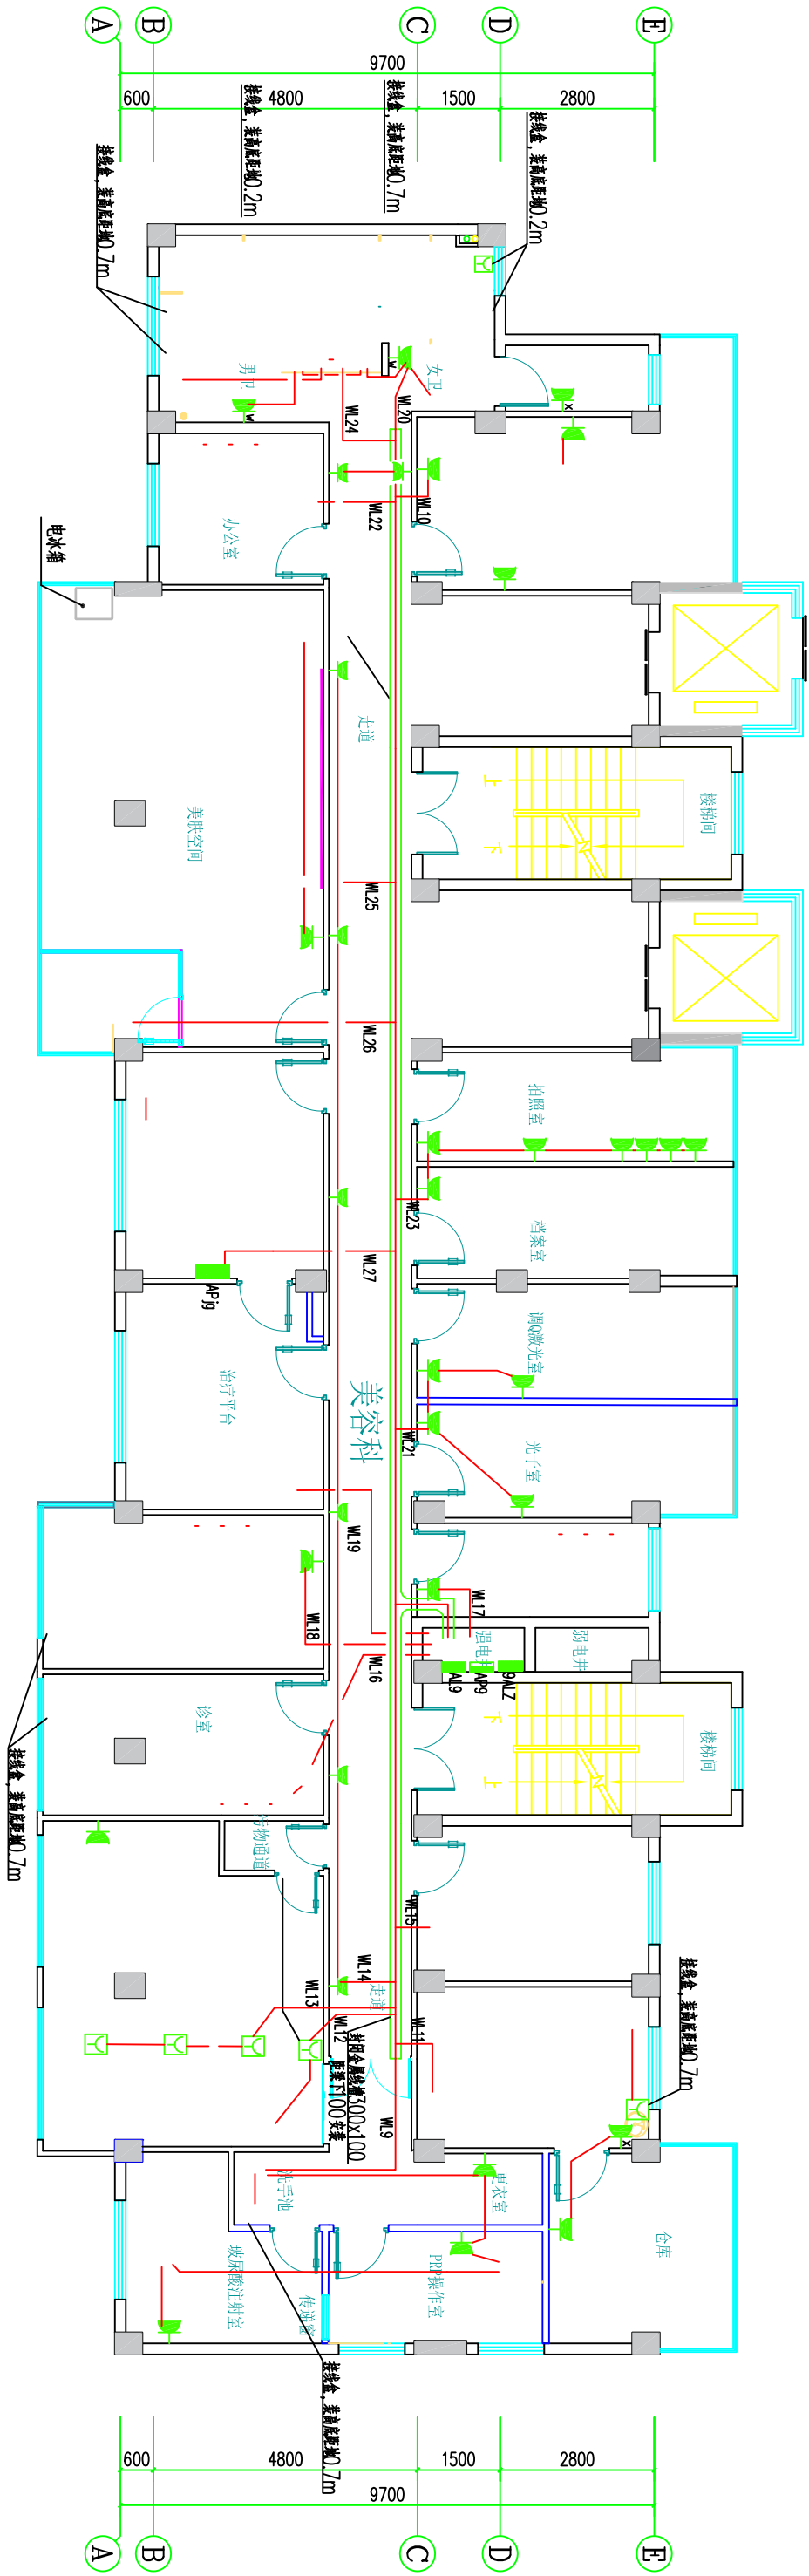 A
B
C
D
E
9700
600
4800
1500
2800
接线盒，装高底距地0.7m
接线盒，装高底距地0.2m
接线盒，装高底距地0.7m
接线盒，装高底距地0.2m
男卫
女卫
w
w
x
WL24
WL20
WL22
WL10
办公室
电冰箱
走道
美肤空间
楼梯间
上
下
WL25
WL26
拍照室
WL23
档案室
WL27
APjg
调Q激光室
治疗平台
美容科
WL21
光子室
WL19
WL18
WL17
WL16
强电井
弱电井
AL9
AP9
9ALZ
诊室
楼梯间
上
下
接线盒，装高底距地0.7m
污物通道
WL15
WL14
WL13
走道
WL12
WL11
封闭金属线槽300x100
距梁下100安装
WL9
接线盒，装高底距地0.7m
x
洗手池
更衣室
仓库
玻尿酸注射室
传递窗
PRP操作室
接线盒，装高底距地0.7m
600
4800
1500
2800
9700
A
B
C
D
E